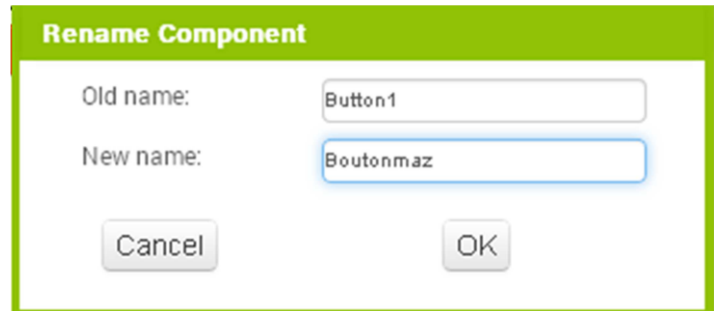 Rename Component
Old name: Button1
New name: Boutonmaz
Cancel OK